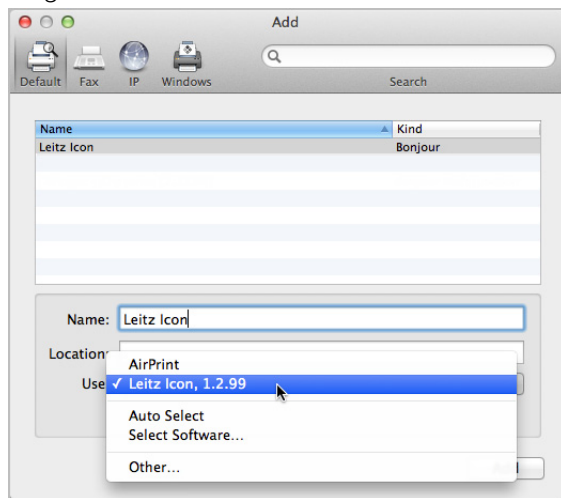 Add
Default Fax IP Windows Search
Name Kind
Leitz Icon Bonjour
Name: Leitz Icon
Location:
AirPrint
Use ✓ Leitz Icon, 1.2.99
Auto Select
Select Software...
Other...